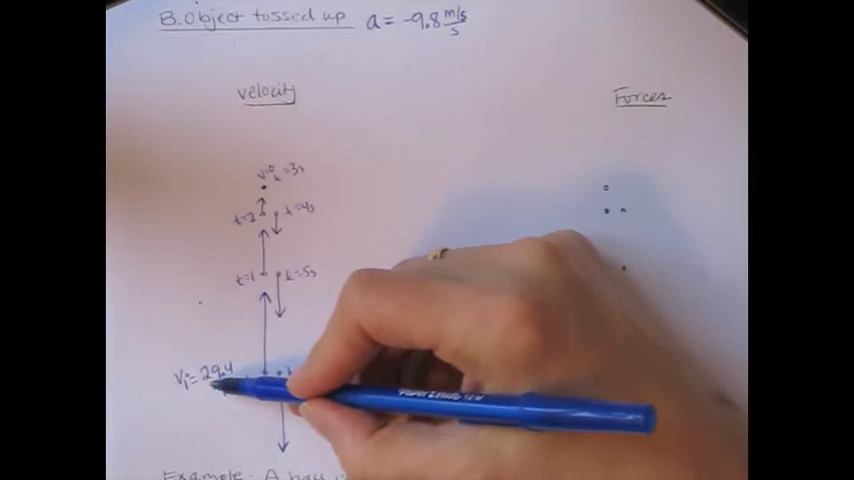 B. Object tossed up a = -9.8 m/s/s
velocity
Forces
v=0 t=3s
t=2 t=4s
t=1 t=5s
Vi = 29.4
Example: A ball